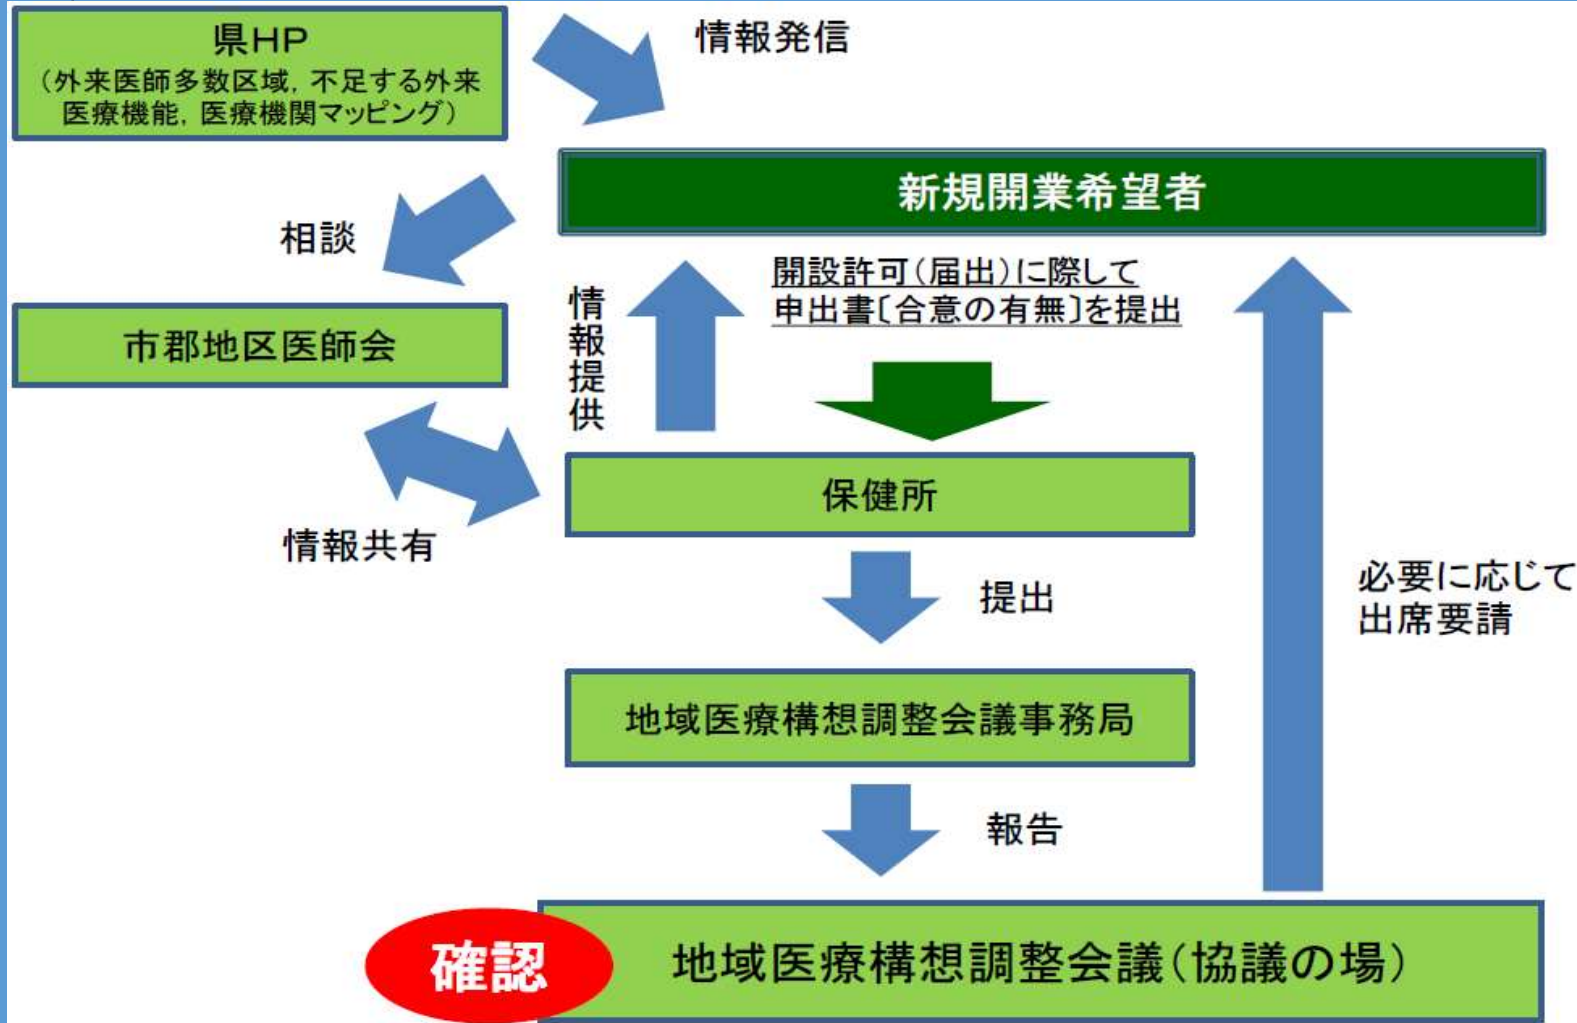 県HP
（外来医師多数区域，不足する外来
医療機能，医療機関マッピング）
情報発信
新規開業希望者
相談
開設許可（届出）に際して
申出書〔合意の有無〕を提出
情報提供
市郡地区医師会
保健所
情報共有
提出
必要に応じて
出席要請
地域医療構想調整会議事務局
報告
確認
地域医療構想調整会議（協議の場）